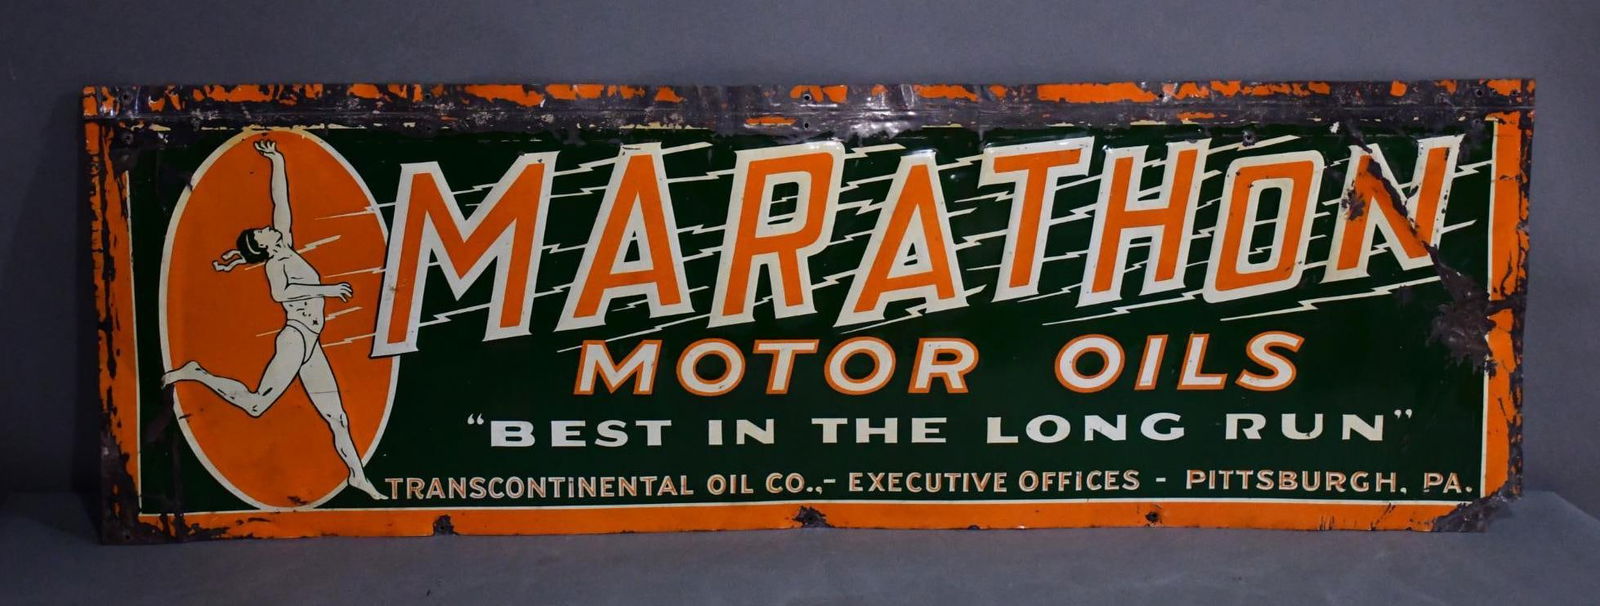 MARATHON
MOTOR OILS
“BEST IN THE LONG RUN”
TRANSCONTiNENTAL OIL CO.,- EXECUTIVE OFFICES - PITTSBURGH, PA.